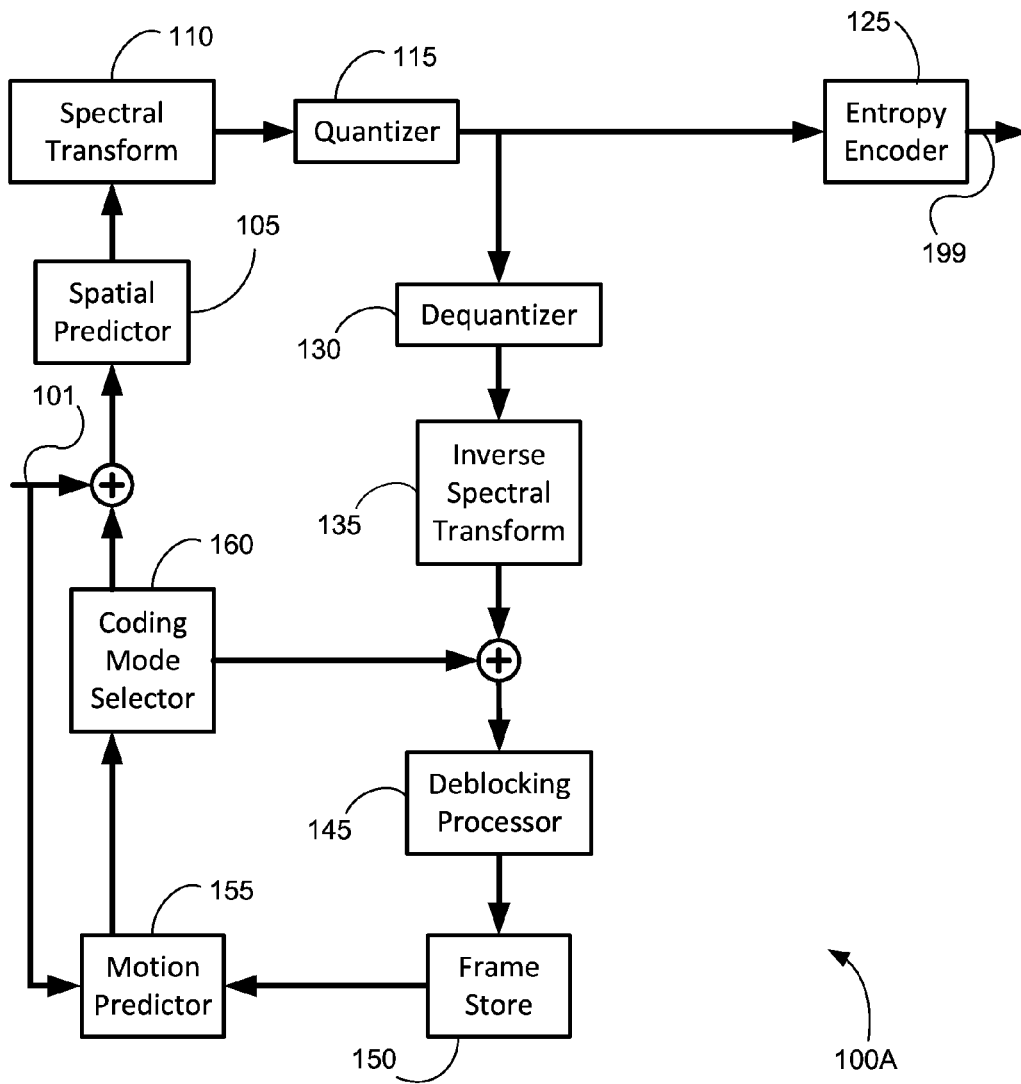 110
115
125
Spectral
Transform
Quantizer
Entropy
Encoder
199
105
Spatial
Predictor
Dequantizer
130
101
Inverse
Spectral
Transform
135
160
Coding
Mode
Selector
Deblocking
Processor
145
155
Motion
Predictor
Frame
Store
150
100A